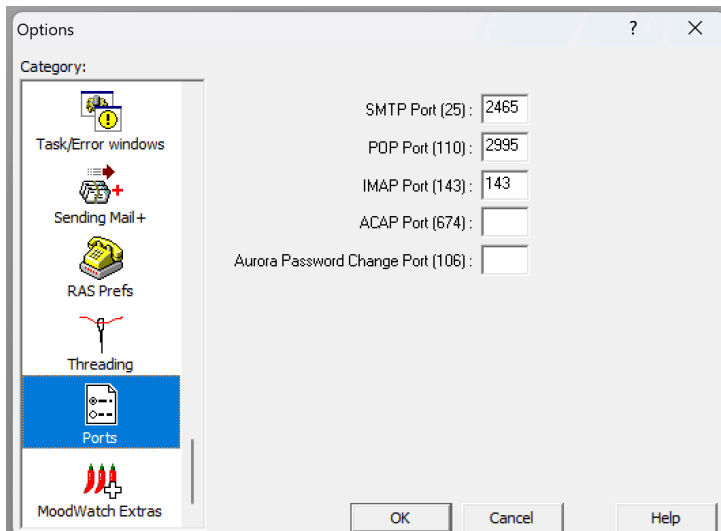 Options
?
Category:
Task/Error windows
Sending Mail+
RAS Prefs
Threading
Ports
MoodWatch Extras
SMTP Port (25) : 2465
POP Port (110) : 2995
IMAP Port (143) : 143
ACAP Port (674) :
Aurora Password Change Port (106) :
OK Cancel Help